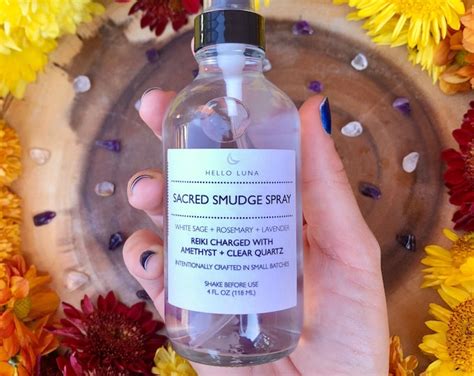 HELLO LUNA
SACRED SMUDGE SPRAY
WHITE SAGE + ROSEMARY + LAVENDER
REIKI CHARGED WITH
AMETHYST + CLEAR QUARTZ
INTENTIONALLY CRAFTED IN SMALL BATCHES
SHAKE BEFORE USE
4 FL. OZ (118 ML)